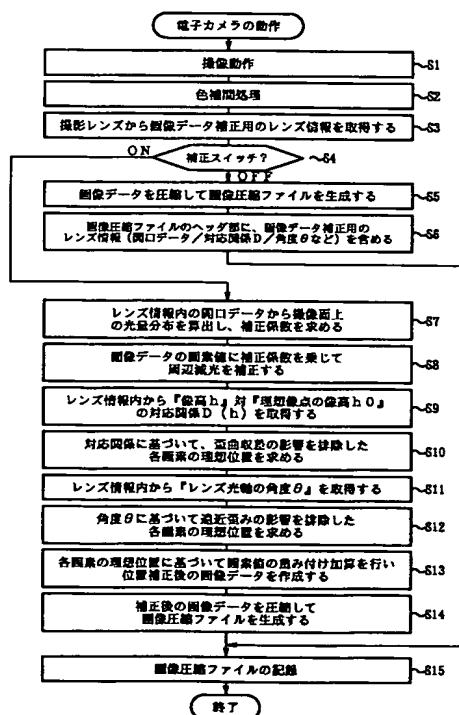 電子カメラの動作
撮像動作
S1
色補間処理
S2
撮影レンズから画像データ補正用のレンズ情報を取得する
S3
ON
補正スイッチ?
S4
OFF
画像データを圧縮して画像圧縮ファイルを生成する
S5
画像圧縮ファイルのヘッダ部に、画像データ補正用の
レンズ情報(開口データ/対応関係D/角度θなど)を含める
S6
レンズ情報内の開口データから撮像面上
の光量分布を算出し、補正係数を求める
S7
画像データの画素値に補正係数を乗じて
周辺減光を補正する
S8
レンズ情報内から『像高h』対『理想像点の像高h0』
の対応関係D(h)を取得する
S9
対応関係に基づいて、歪曲収差の影響を排除した
各画素の理想位置を求める
S10
レンズ情報内から『レンズ光軸の角度θ』を取得する
S11
角度θに基づいて遠近歪みの影響を排除した
各画素の理想位置を求める
S12
各画素の理想位置に基づいて画素値の重み付け加算を行い
位置補正後の画像データを作成する
S13
補正後の画像データを圧縮して
画像圧縮ファイルを生成する
S14
画像圧縮ファイルの記録
S15
終了